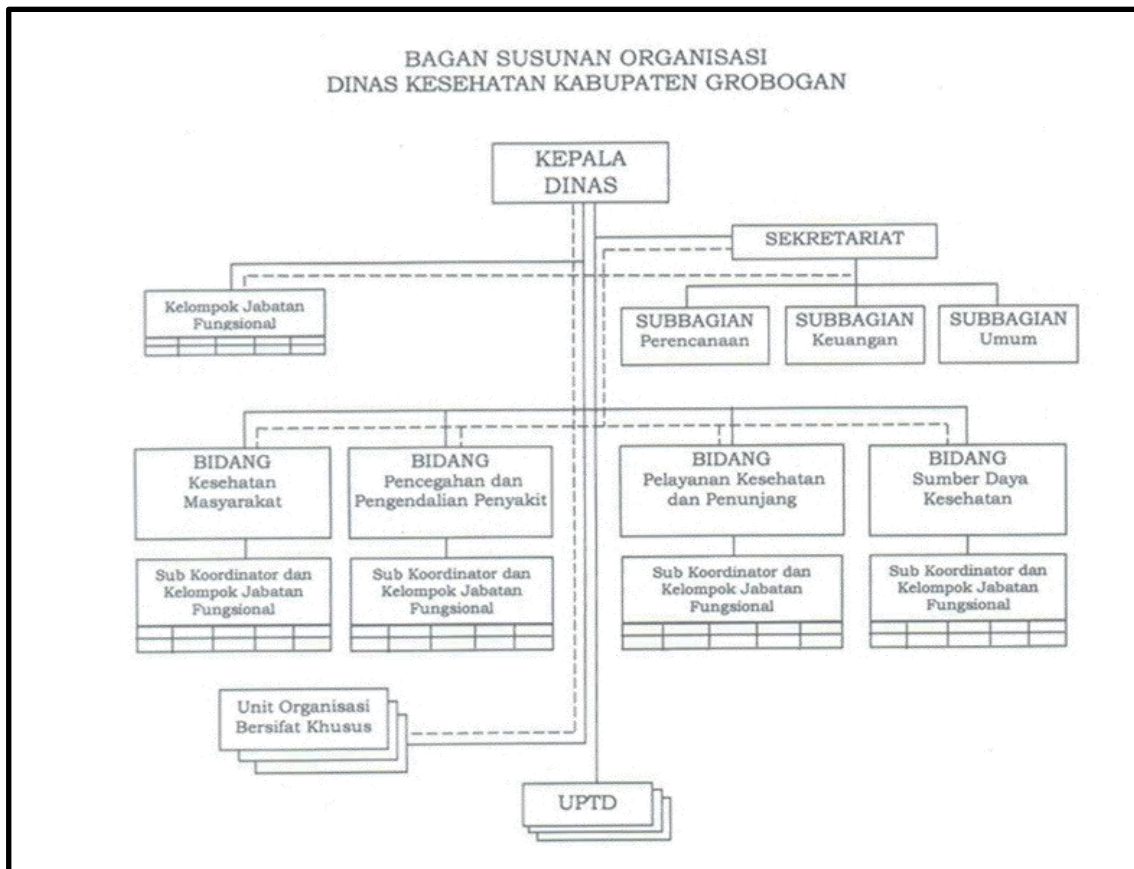 BAGAN SUSUNAN ORGANISASI
DINAS KESEHATAN KABUPATEN GROBOGAN
KEPALA
DINAS
SEKRETARIAT
Kelompok Jabatan
Fungsional
SUBBAGIAN
Perencanaan
SUBBAGIAN
Keuangan
SUBBAGIAN
Umum
BIDANG
Kesehatan
Masyarakat
BIDANG
Pencegahan dan
Pengendalian Penyakit
BIDANG
Pelayanan Kesehatan
dan Penunjang
BIDANG
Sumber Daya
Kesehatan
Sub Koordinator dan
Kelompok Jabatan
Fungsional
Sub Koordinator dan
Kelompok Jabatan
Fungsional
Sub Koordinator dan
Kelompok Jabatan
Fungsional
Sub Koordinator dan
Kelompok Jabatan
Fungsional
Unit Organisasi
Bersifat Khusus
UPTD